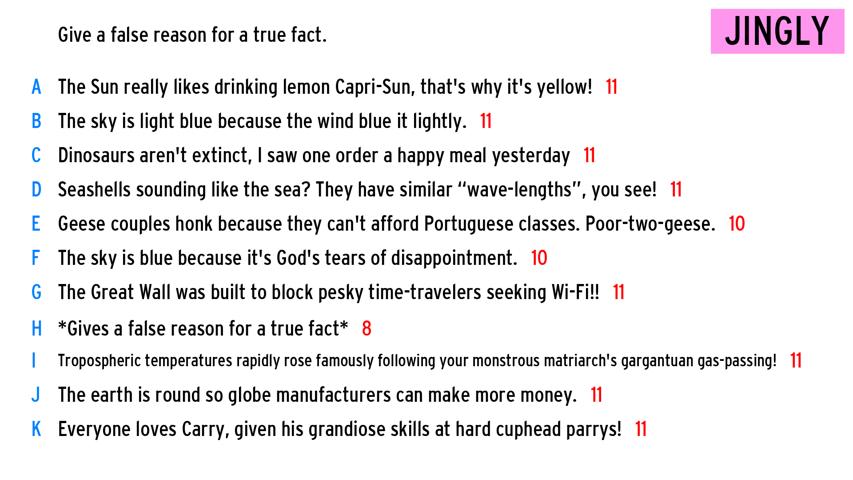 Give a false reason for a true fact.
JINGLY
A The Sun really likes drinking lemon Capri-Sun, that's why it's yellow! 11
B The sky is light blue because the wind blue it lightly. 11
C Dinosaurs aren't extinct, I saw one order a happy meal yesterday 11
D Seashells sounding like the sea? They have similar “wave-lengths”, you see! 11
E Geese couples honk because they can't afford Portuguese classes. Poor-two-geese. 10
F The sky is blue because it's God's tears of disappointment. 10
G The Great Wall was built to block pesky time-travelers seeking Wi-Fi!! 11
H *Gives a false reason for a true fact* 8
I Tropospheric temperatures rapidly rose famously following your monstrous matriarch's gargantuan gas-passing! 11
J The earth is round so globe manufacturers can make more money. 11
K Everyone loves Carry, given his grandiose skills at hard cuphead parrys! 11